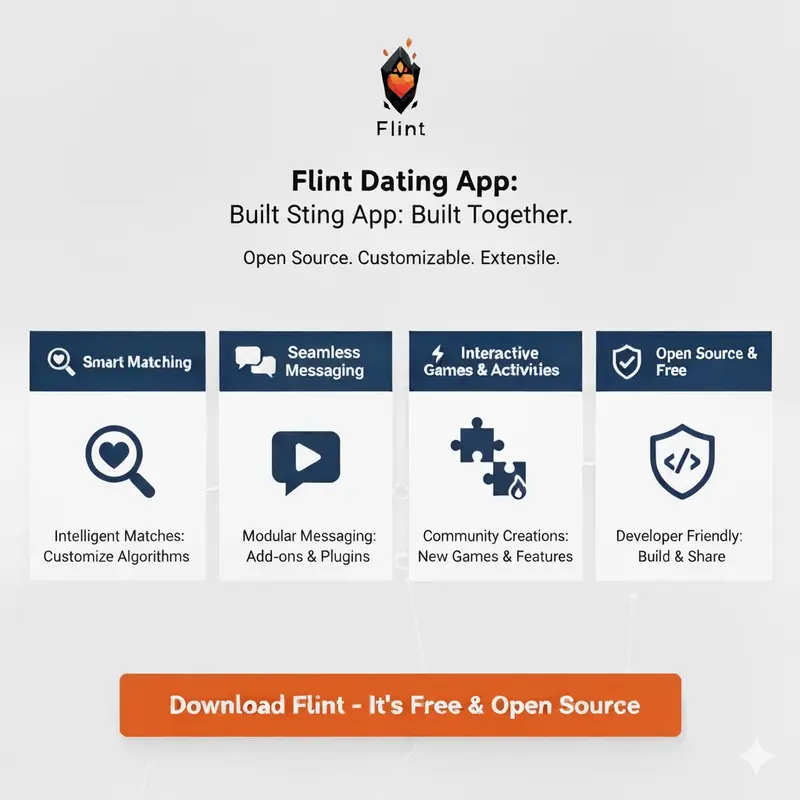 Flint
Flint Dating App:
Built Sting App: Built Together.
Open Source. Customizable. Extensile.
Smart Matching
Seamless
Messaging
Interactive
Games & Activities
Open Source &
Free
</>
Intelligent Matches:
Customize Algorithms
Modular Messaging:
Add-ons & Plugins
Community Creations:
New Games & Features
Developer Friendly:
Build & Share
Download Flint - It's Free & Open Source